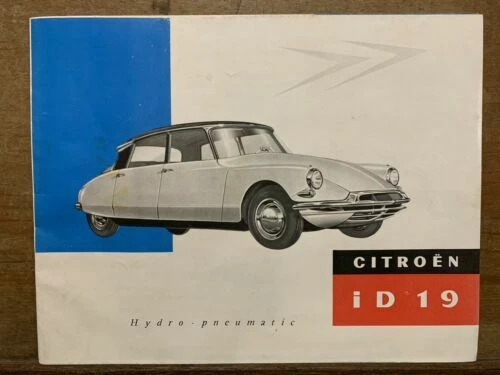 CITROËN
iD 19
Hydro-pneumatic